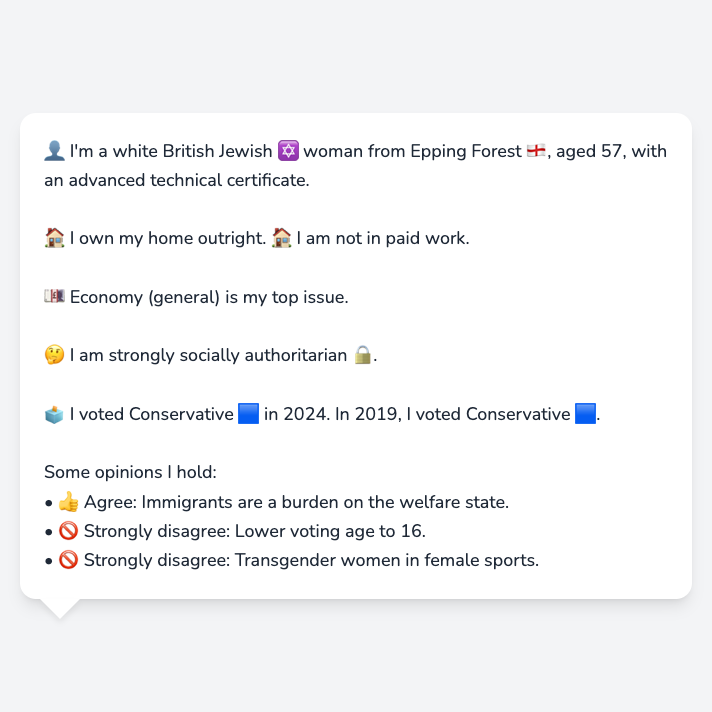 👤 I'm a white British Jewish ✡️ woman from Epping Forest 🏴󠁧󠁢󠁥󠁮󠁧󠁿, aged 57, with
an advanced technical certificate.
🏠 I own my home outright. 🏠 I am not in paid work.
💷 Economy (general) is my top issue.
🤔 I am strongly socially authoritarian 🔒.
🗳️ I voted Conservative 🟦 in 2024. In 2019, I voted Conservative 🟦.
Some opinions I hold:
• 👍 Agree: Immigrants are a burden on the welfare state.
• 🚫 Strongly disagree: Lower voting age to 16.
• 🚫 Strongly disagree: Transgender women in female sports.